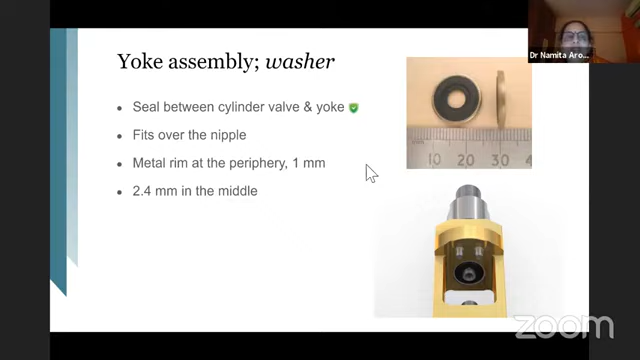 Yoke assembly; washer
Seal between cylinder valve & yoke
Fits over the nipple
Metal rim at the periphery, 1 mm
2.4 mm in the middle
10 20 30 4
Dr Namita Aro...
zoom